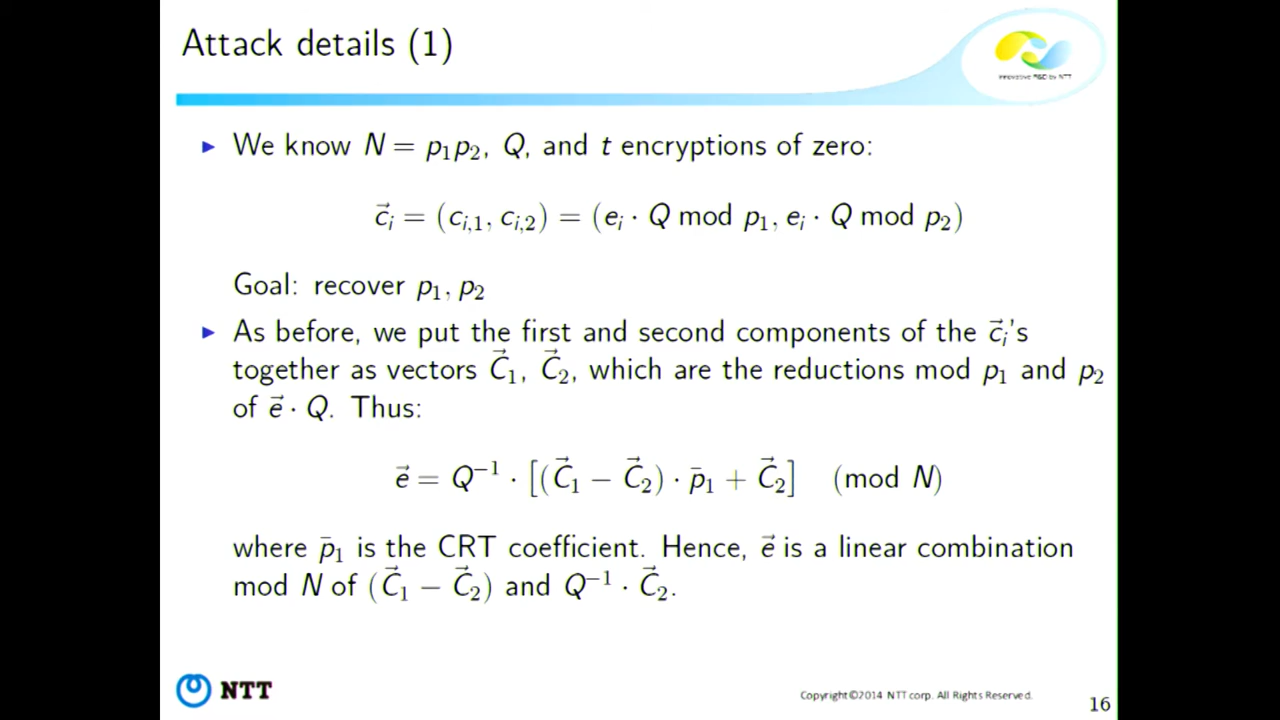 Attack details (1)
Innovative R&D by NTT
▶ We know N = p₁p₂, Q, and t encryptions of zero:
c⃗ᵢ = (cᵢ,₁, cᵢ,₂) = (eᵢ · Q mod p₁, eᵢ · Q mod p₂)
Goal: recover p₁, p₂
▶ As before, we put the first and second components of the c⃗ᵢ's
together as vectors C⃗₁, C⃗₂, which are the reductions mod p₁ and p₂
of e⃗ · Q. Thus:
e⃗ = Q⁻¹ · [(C⃗₁ − C⃗₂) · p̄₁ + C⃗₂] (mod N)
where p̄₁ is the CRT coefficient. Hence, e⃗ is a linear combination
mod N of (C⃗₁ − C⃗₂) and Q⁻¹ · C⃗₂.
NTT
Copyright©2014 NTT corp. All Rights Reserved.
16